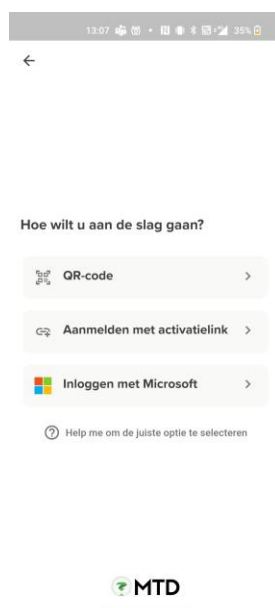 13:07 35%
Hoe wilt u aan de slag gaan?
QR-code
Aanmelden met activatielink
Inloggen met Microsoft
Help me om de juiste optie te selecteren
MTD